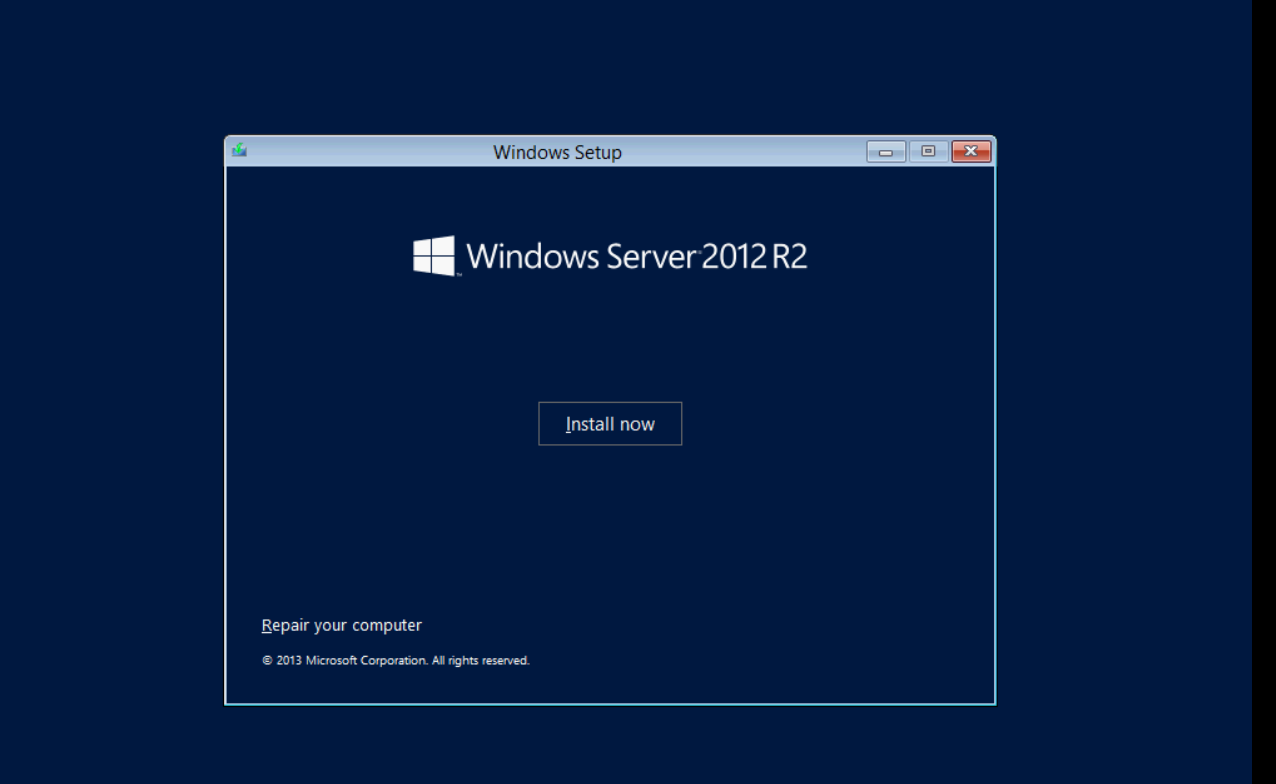 Windows Setup
Windows Server 2012 R2
Install now
Repair your computer
© 2013 Microsoft Corporation. All rights reserved.